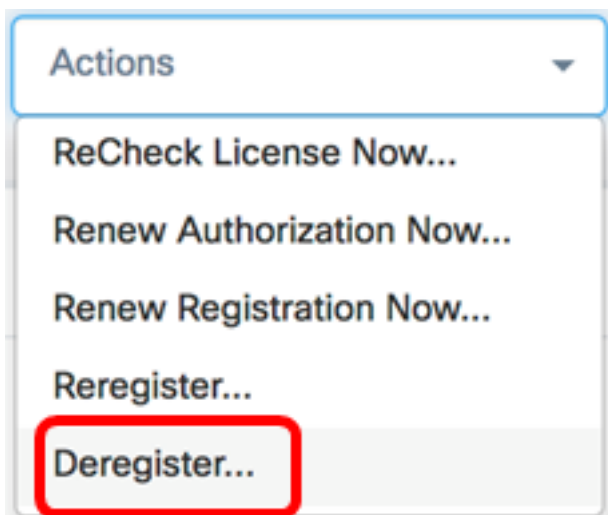 Actions
ReCheck License Now...
Renew Authorization Now...
Renew Registration Now...
Reregister...
Deregister...